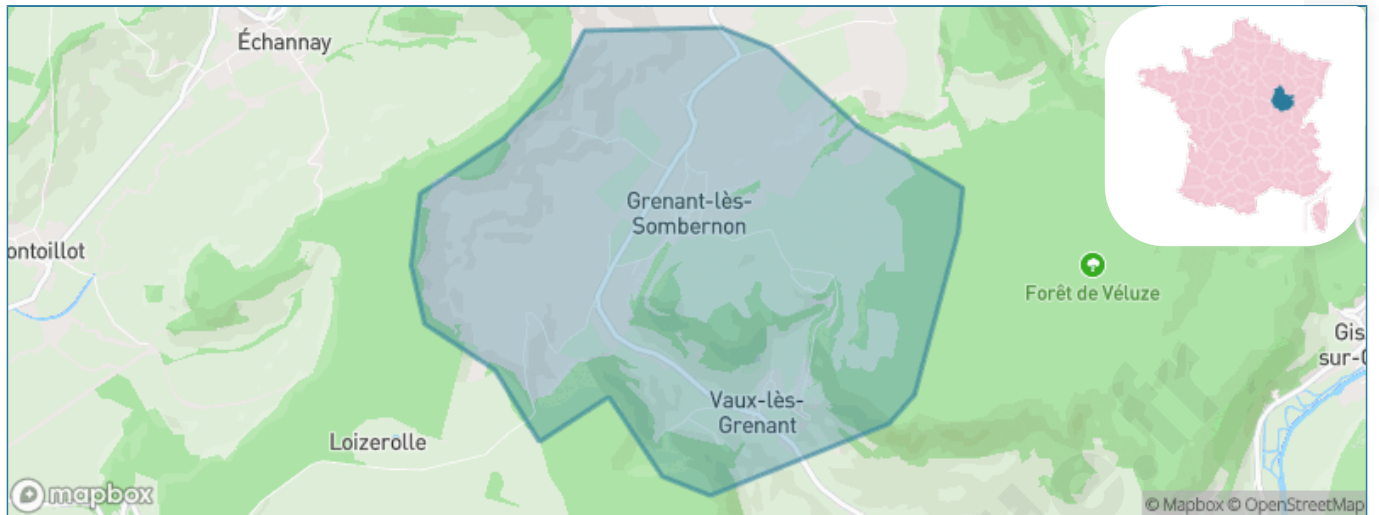 Échannay
Grenant-lès-
Sombernon
ontoillot
Forêt de Véluze
Gis
sur-
Vaux-lès-
Grenant
Loizerolle
mapbox
© Mapbox © OpenStreetMap